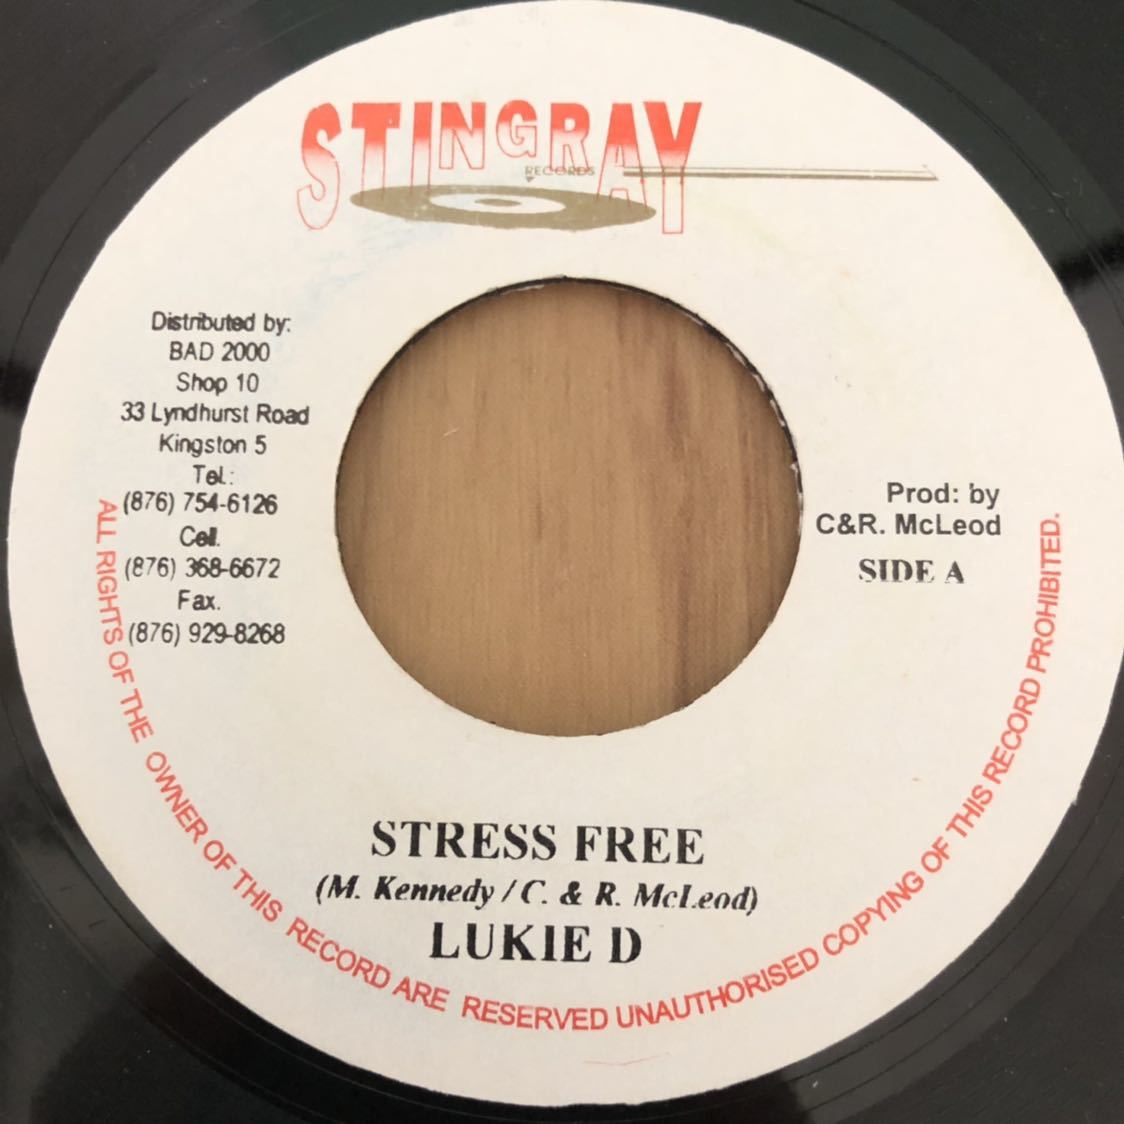 STINGRAY
RECORDS
Distributed by:
BAD 2000
Shop 10
33 Lyndhurst Road
Kingston 5
Tel.:
(876) 754-6126
Cell.
(876) 368-6672
Fax.
(876) 929-8268
Prod: by
C&R. McLeod
SIDE A
STRESS FREE
(M. Kennedy / C. & R. McLeod)
LUKIE D
ALL RIGHTS OF THE OWNER OF THIS RECORD ARE RESERVED UNAUTHORISED COPYING OF THIS RECORD PROHIBITED.